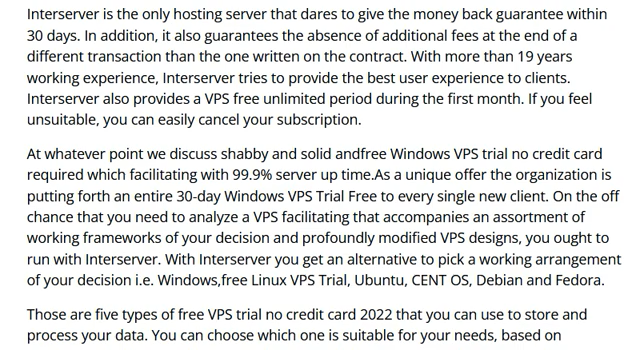 Interserver is the only hosting server that dares to give the money back guarantee within
30 days. In addition, it also guarantees the absence of additional fees at the end of a
different transaction than the one written on the contract. With more than 19 years
working experience, Interserver tries to provide the best user experience to clients.
Interserver also provides a VPS free unlimited period during the first month. If you feel
unsuitable, you can easily cancel your subscription.
At whatever point we discuss shabby and solid andfree Windows VPS trial no credit card
required which facilitating with 99.9% server up time.As a unique offer the organization is
putting forth an entire 30-day Windows VPS Trial Free to every single new client. On the off
chance that you need to analyze a VPS facilitating that accompanies an assortment of
working frameworks of your decision and profoundly modified VPS designs, you ought to
run with Interserver. With Interserver you get an alternative to pick a working arrangement
of your decision i.e. Windows,free Linux VPS Trial, Ubuntu, CENT OS, Debian and Fedora.
Those are five types of free VPS trial no credit card 2022 that you can use to store and
process your data. You can choose which one is suitable for your needs, based on